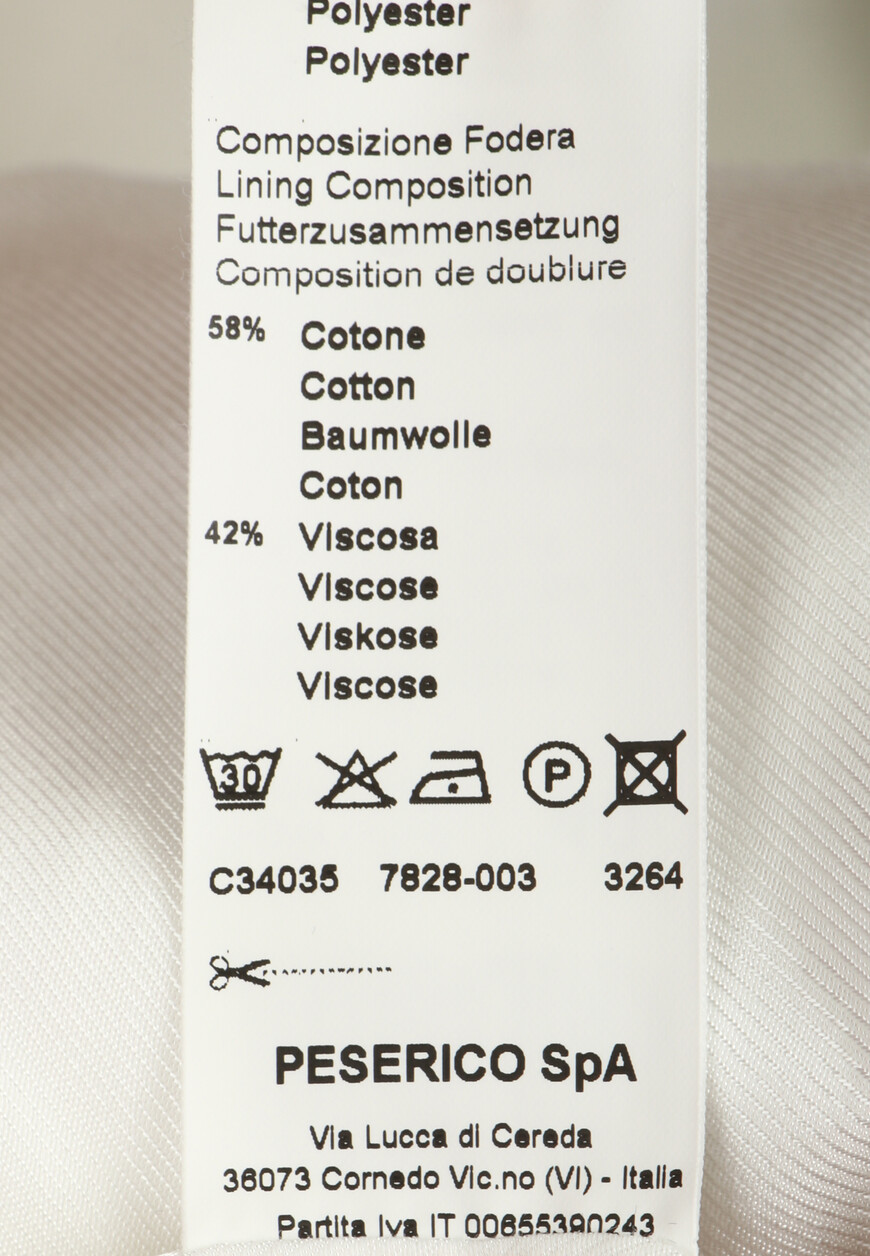 Polyester
Polyester
Composizione Fodera
Lining Composition
Futterzusammensetzung
Composition de doublure
58% Cotone
Cotton
Baumwolle
Coton
42% Viscosa
Viscose
Viskose
Viscose
30 P
C34035 7828-003 3264
PESERICO SpA
Via Lucca di Cereda
36073 Cornedo Vic.no (VI) - Italia
Partita Iva IT 00655390243